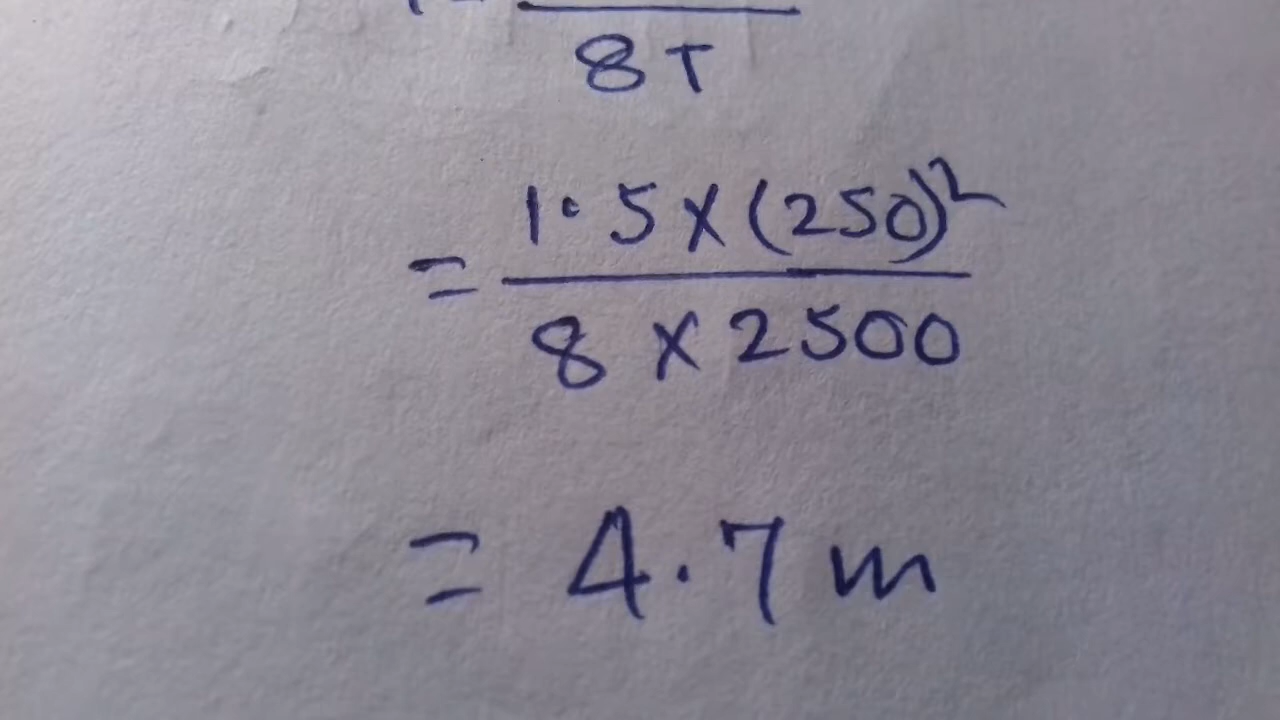 8T
= 1.5 X (250)²
8 X 2500
= 4.7 m